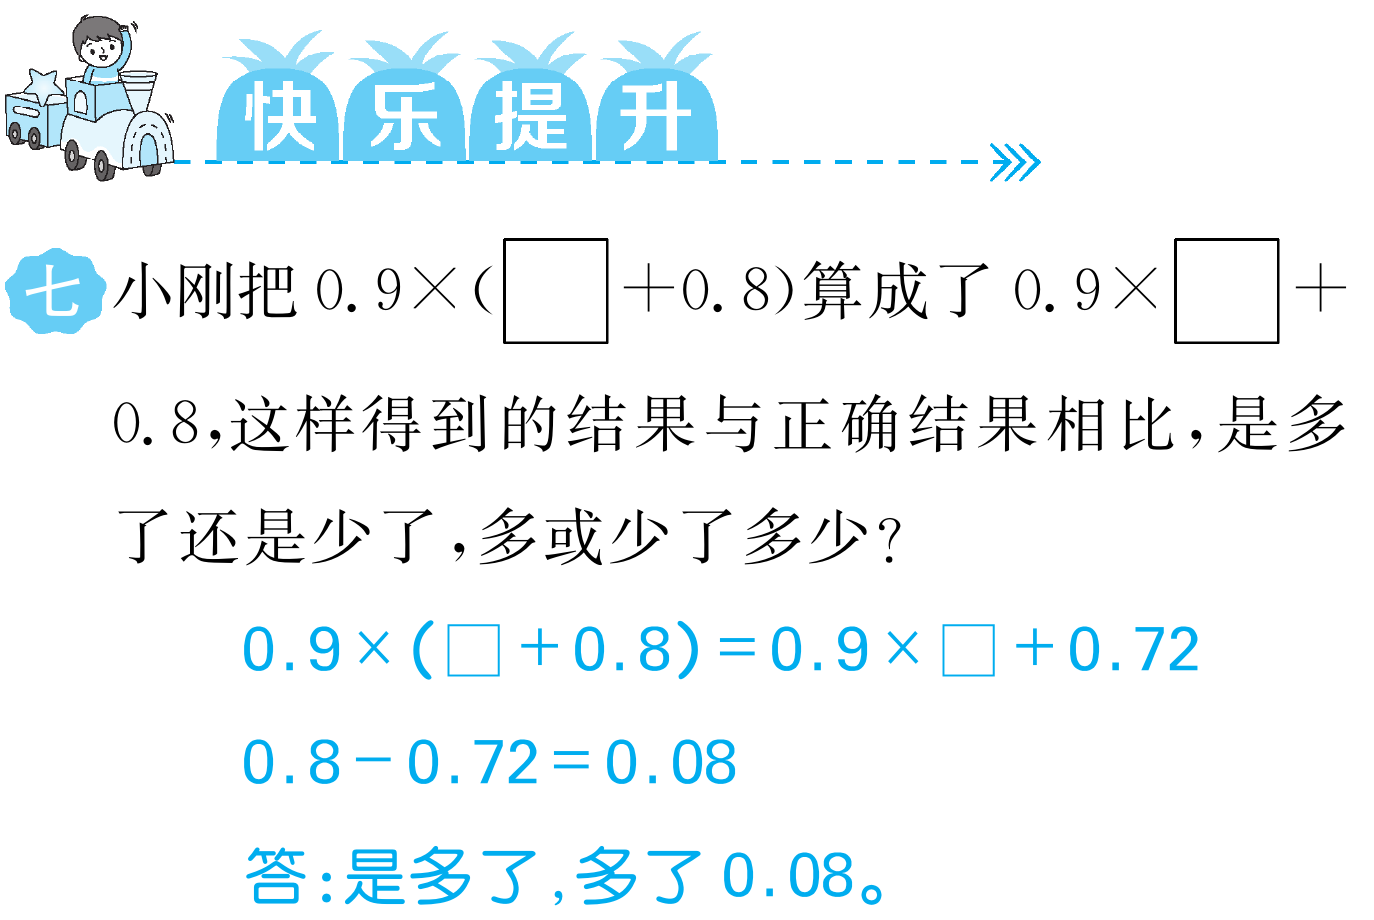 快乐提升
七 小刚把 0.9×(□+0.8)算成了 0.9×□+
0.8,这样得到的结果与正确结果相比,是多
了还是少了,多或少了多少?
0.9×(□+0.8)=0.9×□+0.72
0.8-0.72=0.08
答:是多了,多了0.08。